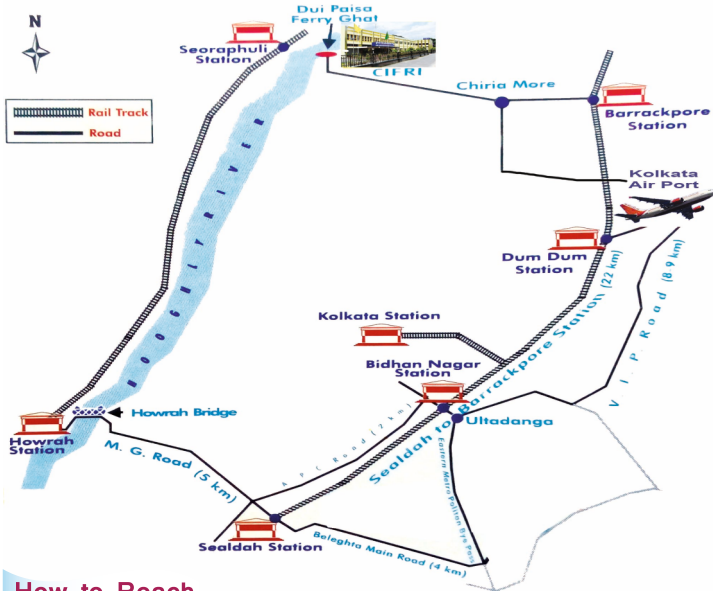 N
Dui Paisa
Ferry Ghat
Seoraphuli
Station
CIFRI
Chiria More
Rail Track
Road
Barrackpore
Station
HOOGHLY RIVER
Kolkata
Air Port
Dum Dum
Station
Kolkata Station
Bidhan Nagar
Station
Sealdah to Barrackpore Station (22 km)
V I. P Road (8.9 km)
Howrah Bridge
Ultadanga
Howrah
Station
M. G. Road (5 km)
A. P. C Road (7 km)
Eastern Metro Politan Bye Pass
Sealdah Station
Beleghta Main Road (4 km)
How to Reach